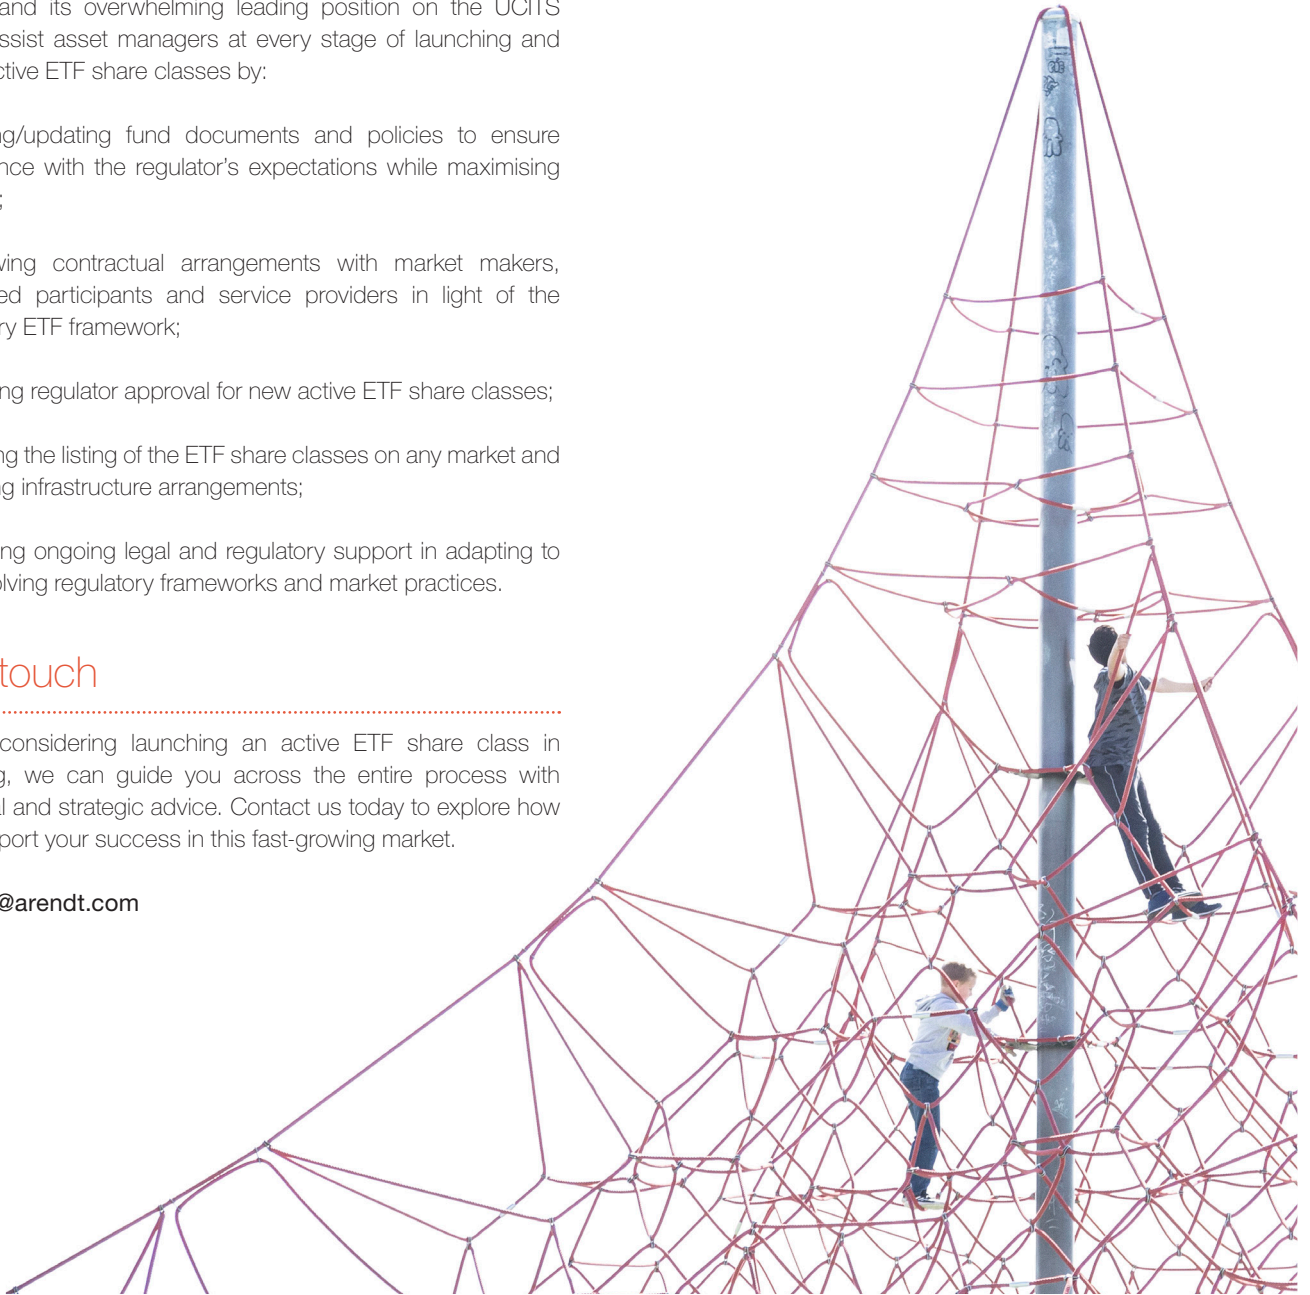 and its overwhelming leading position on the UCITS
ssist asset managers at every stage of launching and
ctive ETF share classes by:
ng/updating fund documents and policies to ensure
nce with the regulator's expectations while maximising
;
wing contractual arrangements with market makers,
ed participants and service providers in light of the
ry ETF framework;
ng regulator approval for new active ETF share classes;
ng the listing of the ETF share classes on any market and
ng infrastructure arrangements;
ng ongoing legal and regulatory support in adapting to
olving regulatory frameworks and market practices.
touch
considering launching an active ETF share class in
g, we can guide you across the entire process with
l and strategic advice. Contact us today to explore how
port your success in this fast-growing market.
@arendt.com